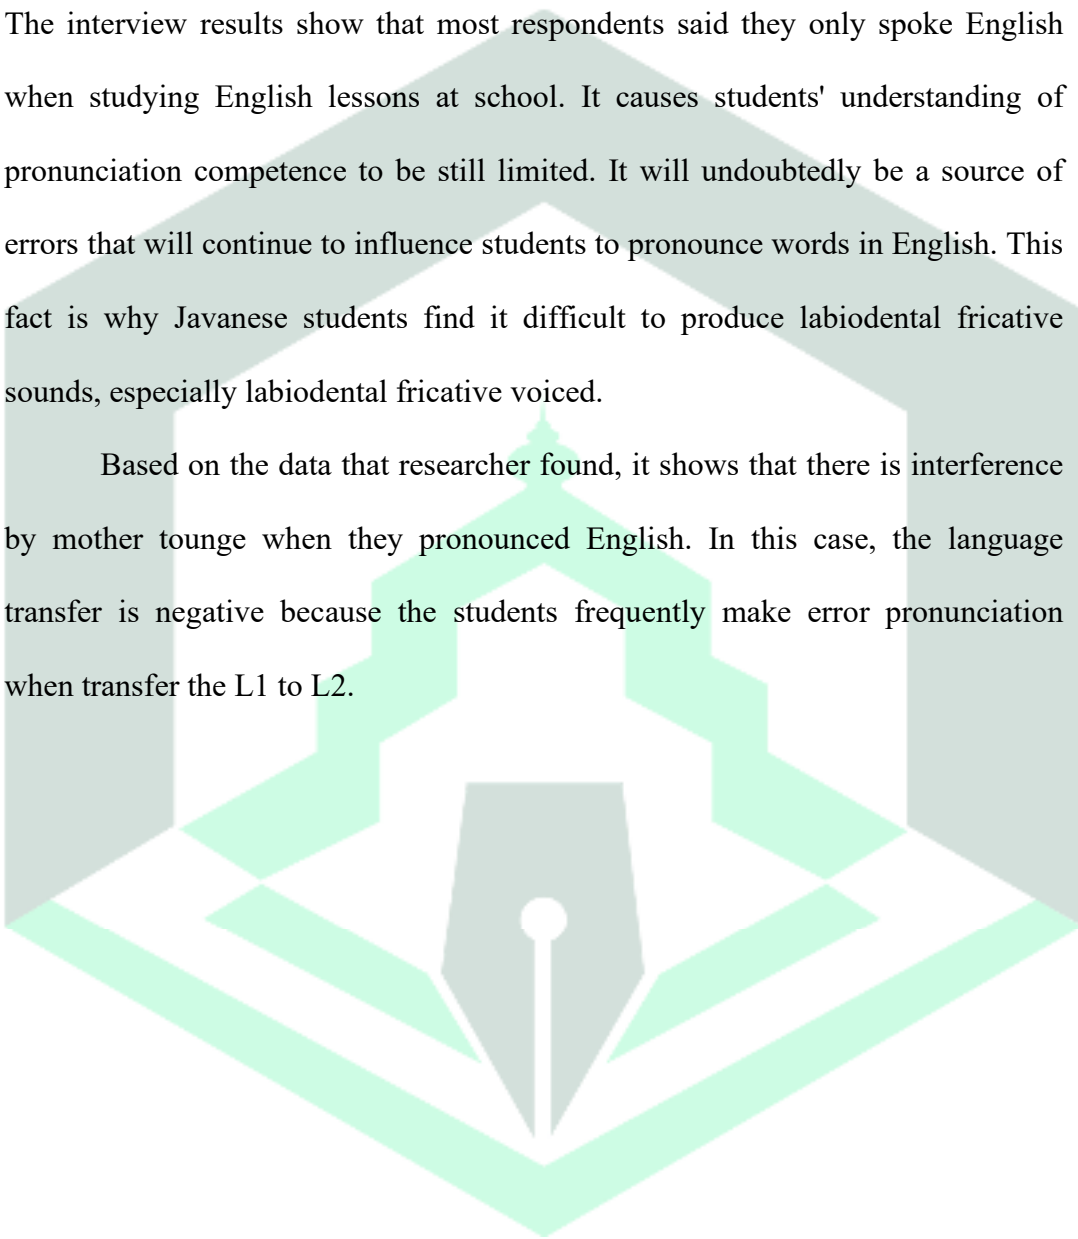 The interview results show that most respondents said they only spoke English
when studying English lessons at school. It causes students' understanding of
pronunciation competence to be still limited. It will undoubtedly be a source of
errors that will continue to influence students to pronounce words in English. This
fact is why Javanese students find it difficult to produce labiodental fricative
sounds, especially labiodental fricative voiced.
Based on the data that researcher found, it shows that there is interference
by mother tounge when they pronounced English. In this case, the language
transfer is negative because the students frequently make error pronunciation
when transfer the L1 to L2.